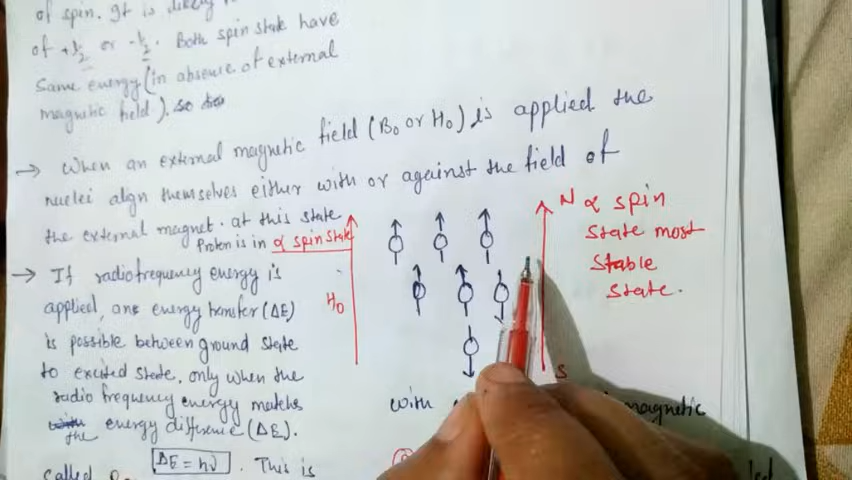 of spin. It is likely
of +½ or -½. Both spin state have
Same energy (in absence of external
magnetic field). so
→ When an external magnetic field (B₀ or H₀) is applied the
nuclei align themselves either with or against the field of
the external magnet. at this state
Proton is in α spin state
→ If radiofrequency energy is
applied, an energy transfer (ΔE)
is possible between ground state
to excited state, only when the
radio frequency energy matches
the energy difference (ΔE).
called
ΔE = hν . This is
H₀
N
S
α spin
state most
stable
state.
with
magnetic